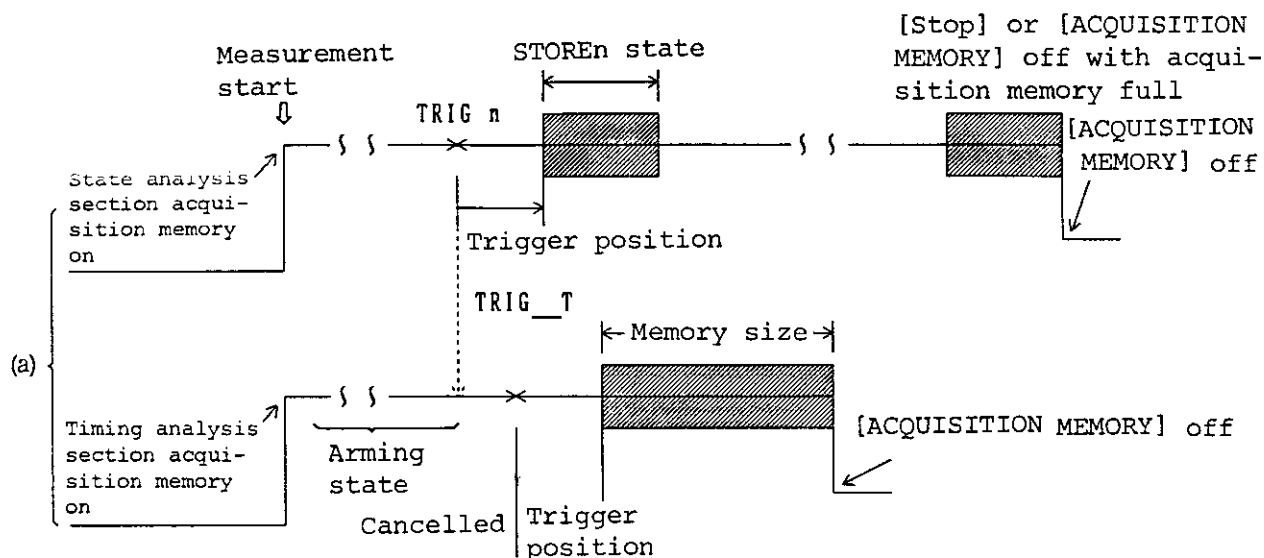 [Stop] or [ACQUISITION
MEMORY] off with acqui-
sition memory full
Measurement
start
STOREn state
TRIG n
[ACQUISITION
MEMORY] off
State analysis
section acqui-
sition memory
on
Trigger position
TRIG__T
Memory size
(a)
Timing analysis
section acqui-
sition memory
on
Arming
state
[ACQUISITION MEMORY] off
Cancelled
Trigger
position